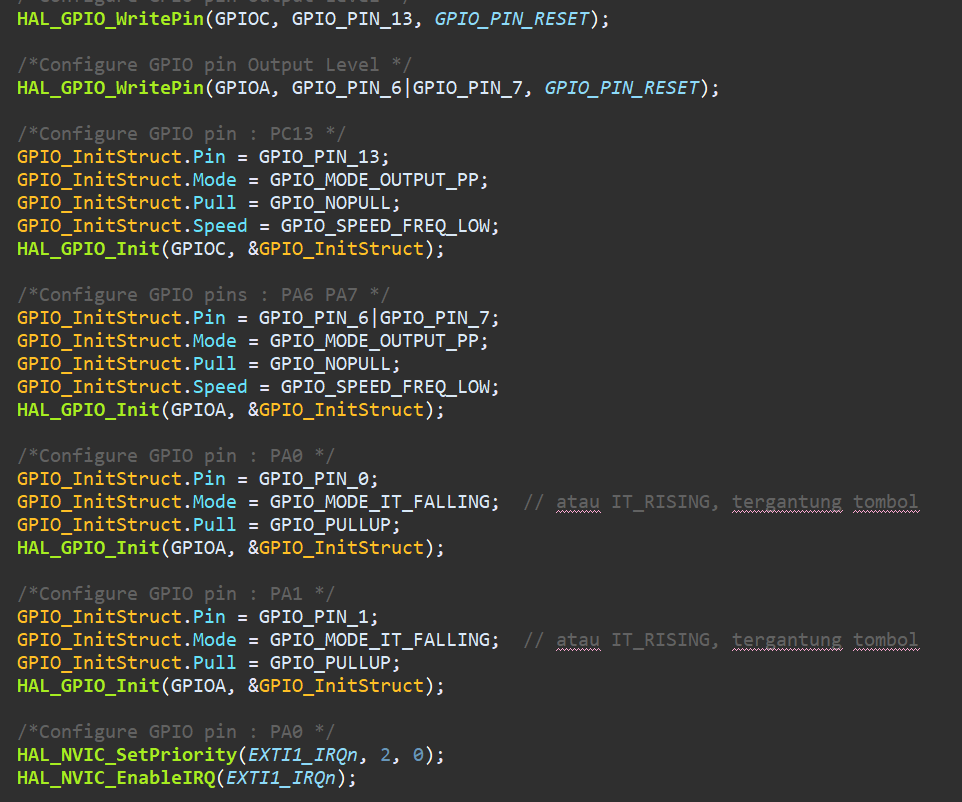 /*Configure GPIO pin Output Level */
HAL_GPIO_WritePin(GPIOC, GPIO_PIN_13, GPIO_PIN_RESET);
/*Configure GPIO pin Output Level */
HAL_GPIO_WritePin(GPIOA, GPIO_PIN_6|GPIO_PIN_7, GPIO_PIN_RESET);
/*Configure GPIO pin : PC13 */
GPIO_InitStruct.Pin = GPIO_PIN_13;
GPIO_InitStruct.Mode = GPIO_MODE_OUTPUT_PP;
GPIO_InitStruct.Pull = GPIO_NOPULL;
GPIO_InitStruct.Speed = GPIO_SPEED_FREQ_LOW;
HAL_GPIO_Init(GPIOC, &GPIO_InitStruct);
/*Configure GPIO pins : PA6 PA7 */
GPIO_InitStruct.Pin = GPIO_PIN_6|GPIO_PIN_7;
GPIO_InitStruct.Mode = GPIO_MODE_OUTPUT_PP;
GPIO_InitStruct.Pull = GPIO_NOPULL;
GPIO_InitStruct.Speed = GPIO_SPEED_FREQ_LOW;
HAL_GPIO_Init(GPIOA, &GPIO_InitStruct);
/*Configure GPIO pin : PA0 */
GPIO_InitStruct.Pin = GPIO_PIN_0;
GPIO_InitStruct.Mode = GPIO_MODE_IT_FALLING;  // atau IT_RISING, tergantung tombol
GPIO_InitStruct.Pull = GPIO_PULLUP;
HAL_GPIO_Init(GPIOA, &GPIO_InitStruct);
/*Configure GPIO pin : PA1 */
GPIO_InitStruct.Pin = GPIO_PIN_1;
GPIO_InitStruct.Mode = GPIO_MODE_IT_FALLING;  // atau IT_RISING, tergantung tombol
GPIO_InitStruct.Pull = GPIO_PULLUP;
HAL_GPIO_Init(GPIOA, &GPIO_InitStruct);
/*Configure GPIO pin : PA0 */
HAL_NVIC_SetPriority(EXTI1_IRQn, 2, 0);
HAL_NVIC_EnableIRQ(EXTI1_IRQn);